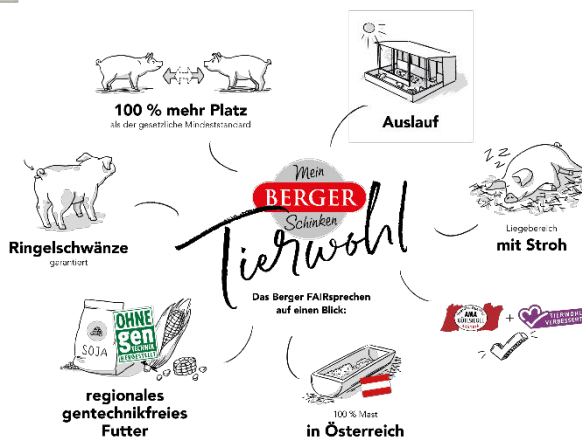 100 % mehr Platz
als der gesetzliche Mindeststandard
Auslauf
Mein
BERGER
Schinken
Tierwohl
Das Berger FAIRsprechen
auf einen Blick:
Ringelschwänze
garantiert
ZZ
Liegebereich
mit Stroh
AMA
GÜTESIEGEL
+
TIERWOHL
VERBESSERT
SOJA
OHNE
gen
TECHNIK
HERGESTELLT
regionales
gentechnikfreies
Futter
100 % Mast
in Österreich